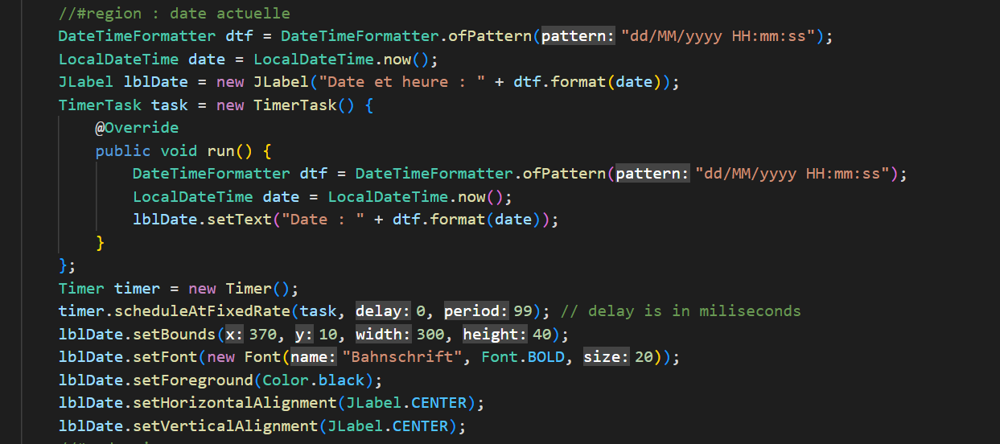 //#region : date actuelle
DateTimeFormatter dtf = DateTimeFormatter.ofPattern(pattern: "dd/MM/yyyy HH:mm:ss");
LocalDateTime date = LocalDateTime.now();
JLabel lblDate = new JLabel("Date et heure : " + dtf.format(date));
TimerTask task = new TimerTask() {
@Override
public void run() {
DateTimeFormatter dtf = DateTimeFormatter.ofPattern(pattern: "dd/MM/yyyy HH:mm:ss");
LocalDateTime date = LocalDateTime.now();
lblDate.setText("Date : " + dtf.format(date));
}
};
Timer timer = new Timer();
timer.scheduleAtFixedRate(task, delay: 0, period: 99); // delay is in miliseconds
lblDate.setBounds(x: 370, y: 10, width: 300, height: 40);
lblDate.setFont(new Font(name: "Bahnschrift", Font.BOLD, size: 20));
lblDate.setForeground(Color.black);
lblDate.setHorizontalAlignment(JLabel.CENTER);
lblDate.setVerticalAlignment(JLabel.CENTER);